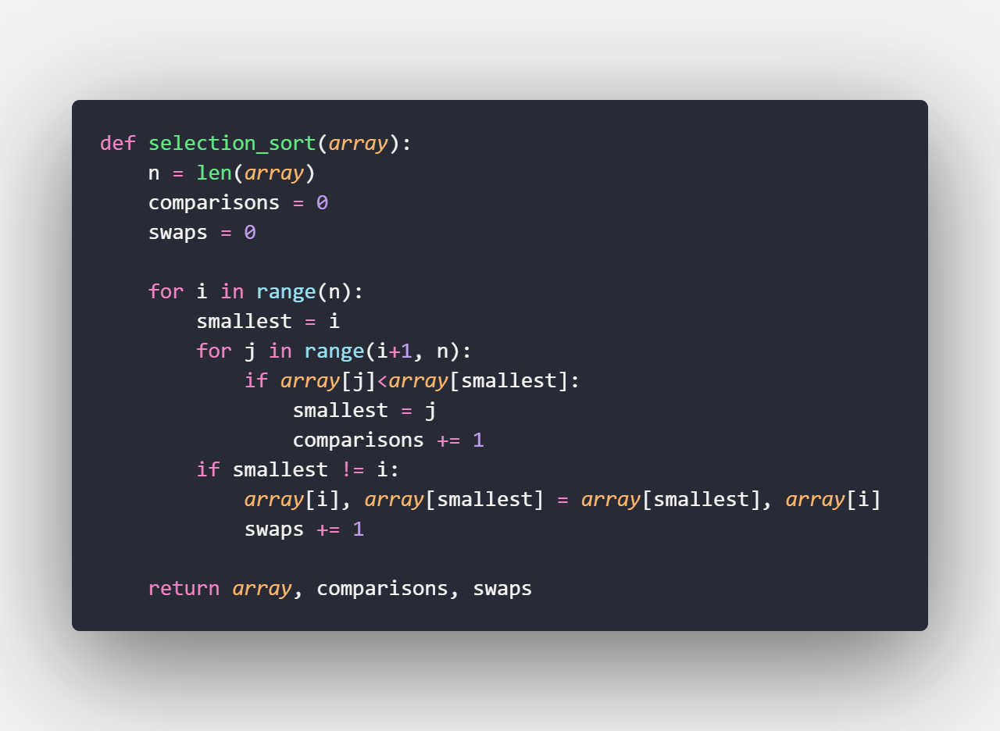 def selection_sort(array):
    n = len(array)
    comparisons = 0
    swaps = 0

    for i in range(n):
        smallest = i
        for j in range(i+1, n):
            if array[j]<array[smallest]:
                smallest = j
                comparisons += 1
        if smallest != i:
            array[i], array[smallest] = array[smallest], array[i]
            swaps += 1

    return array, comparisons, swaps